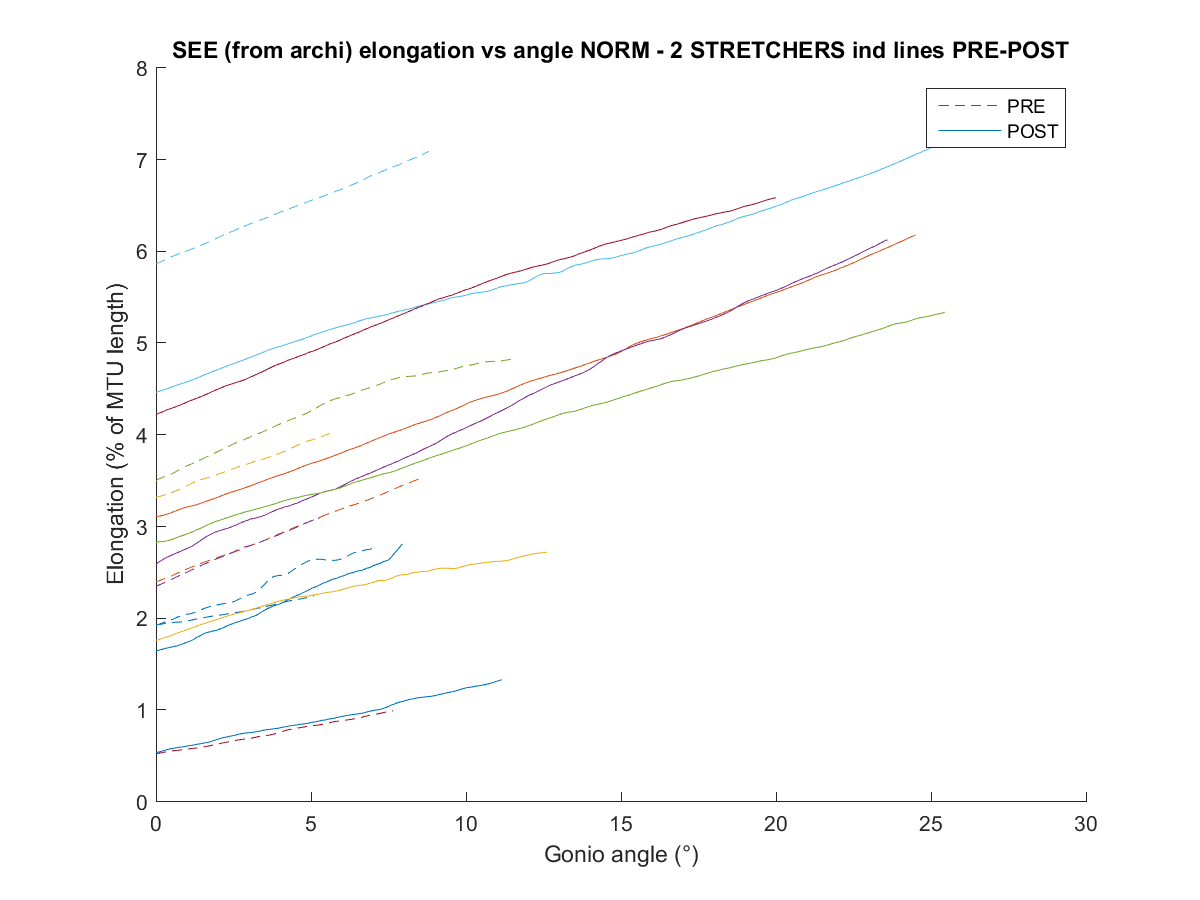 SEE (from archi) elongation vs angle NORM - 2 STRETCHERS ind lines PRE-POST
PRE
POST
Elongation (% of MTU length)
8
7
6
5
4
3
2
1
0
0 5 10 15 20 25 30
Gonio angle (°)